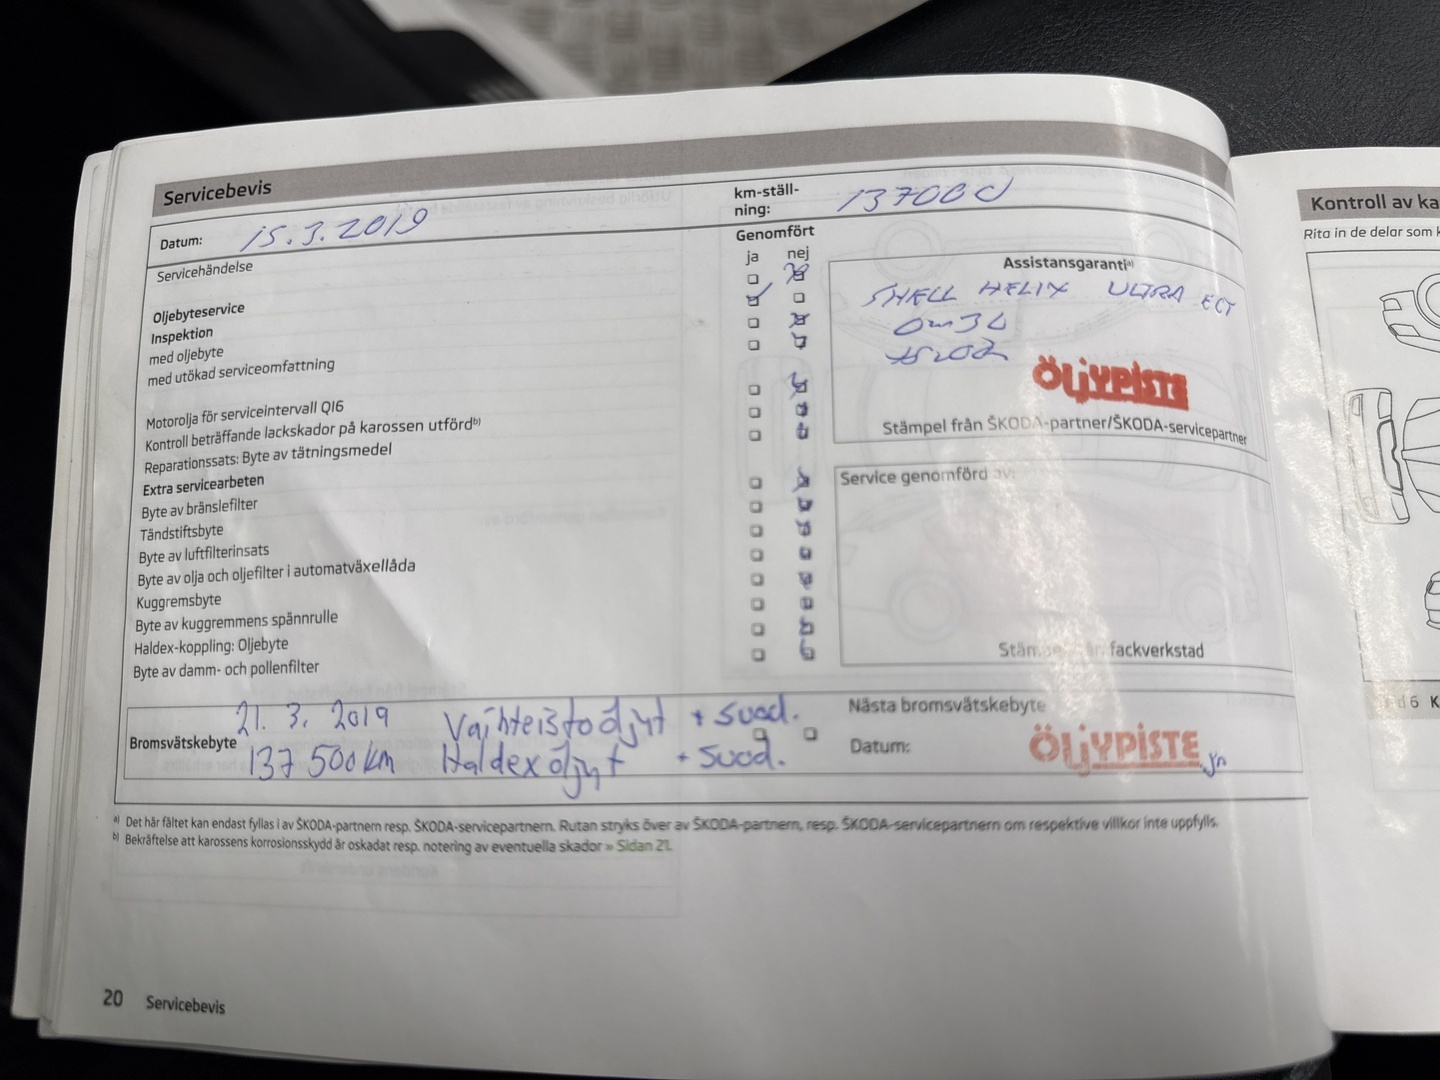 Servicebevis
Datum: 15.3.2019
km-ställ-
ning:
Servicehändelse
Genomfört
ja nej
Oljebyteservice
Inspektion
med oljebyte
med utökad serviceomfattning
Motorolja för serviceintervall QI6
Kontroll beträffande lackskador på karossen utförd b)
Reparationssats: Byte av tätningsmedel
Extra servicearbeten
Byte av bränslefilter
Tändstiftsbyte
Byte av luftfilterinsats
Byte av olja och oljefilter i automatväxellåda
Kuggremsbyte
Byte av kuggremmens spännrulle
Haldex-koppling: Oljebyte
Byte av damm- och pollenfilter
Assistansgaranti a)
SHELL HELIX ULTRA ECT
ÖLJYPISTE
Stämpel från ŠKODA-partner/ŠKODA-servicepartner
Service genomförd av:
fackverkstad
21. 3. 2019 Vaihteistoöljyt + suod.
Bromsvätskebyte
137 500 km Haldexöljyt + suod.
Nästa bromsvätskebyte
Datum:
ÖLJYPISTE
a) Det här fältet kan endast fyllas i av ŠKODA-partnern resp. ŠKODA-servicepartnern. Rutan stryks över av ŠKODA-partnern, resp. ŠKODA-servicepartnern om respektive villkor inte uppfylls.
b) Bekräftelse att karossens korrosionsskydd är oskadat resp. notering av eventuella skador » Sidan 21.
20 Servicebevis
Kontroll av ka
Rita in de delar som k